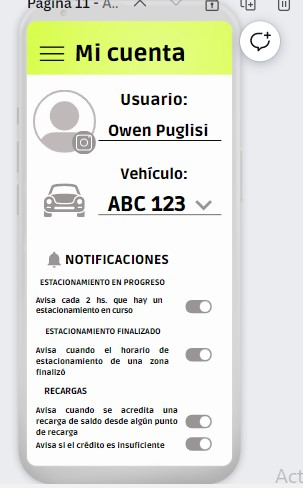 Página 11 - A..
Mi cuenta
Usuario:
Owen Puglisi
Vehículo:
ABC 123
NOTIFICACIONES
ESTACIONAMIENTO EN PROGRESO
Avisa cada 2 hs. que hay un
estacionamiento en curso
ESTACIONAMIENTO FINALIZADO
Avisa cuando el horario de
estacionamiento de una zona
finalizó
RECARGAS
Avisa cuando se acredita una
recarga de saldo desde algún punto
de recarga
Avisa si el crédito es insuficiente
Act